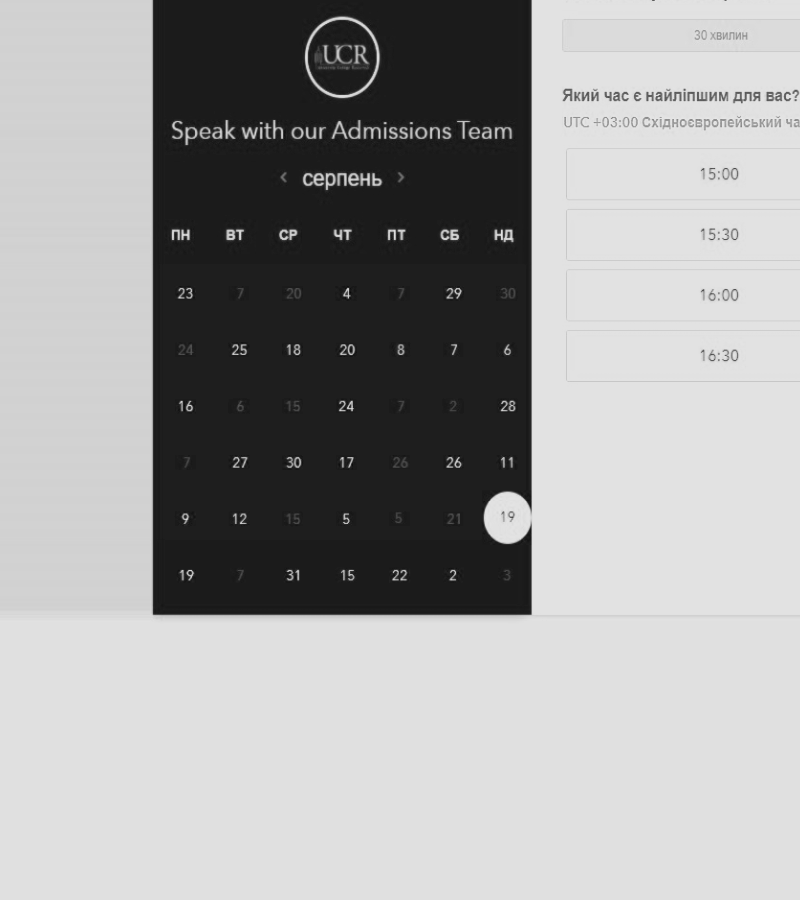 UCR
Speak with our Admissions Team
серпень
ПН ВТ СР ЧТ ПТ СБ НД
23 7 20 4 7 29 30
24 25 18 20 8 7 6
16 6 15 24 7 2 28
7 27 30 17 26 26 11
9 12 15 5 5 21 19
19 7 31 15 22 2 3
30 хвилин
Який час є найліпшим для вас?
UTC +03:00 Східноєвропейський ча
15:00
15:30
16:00
16:30